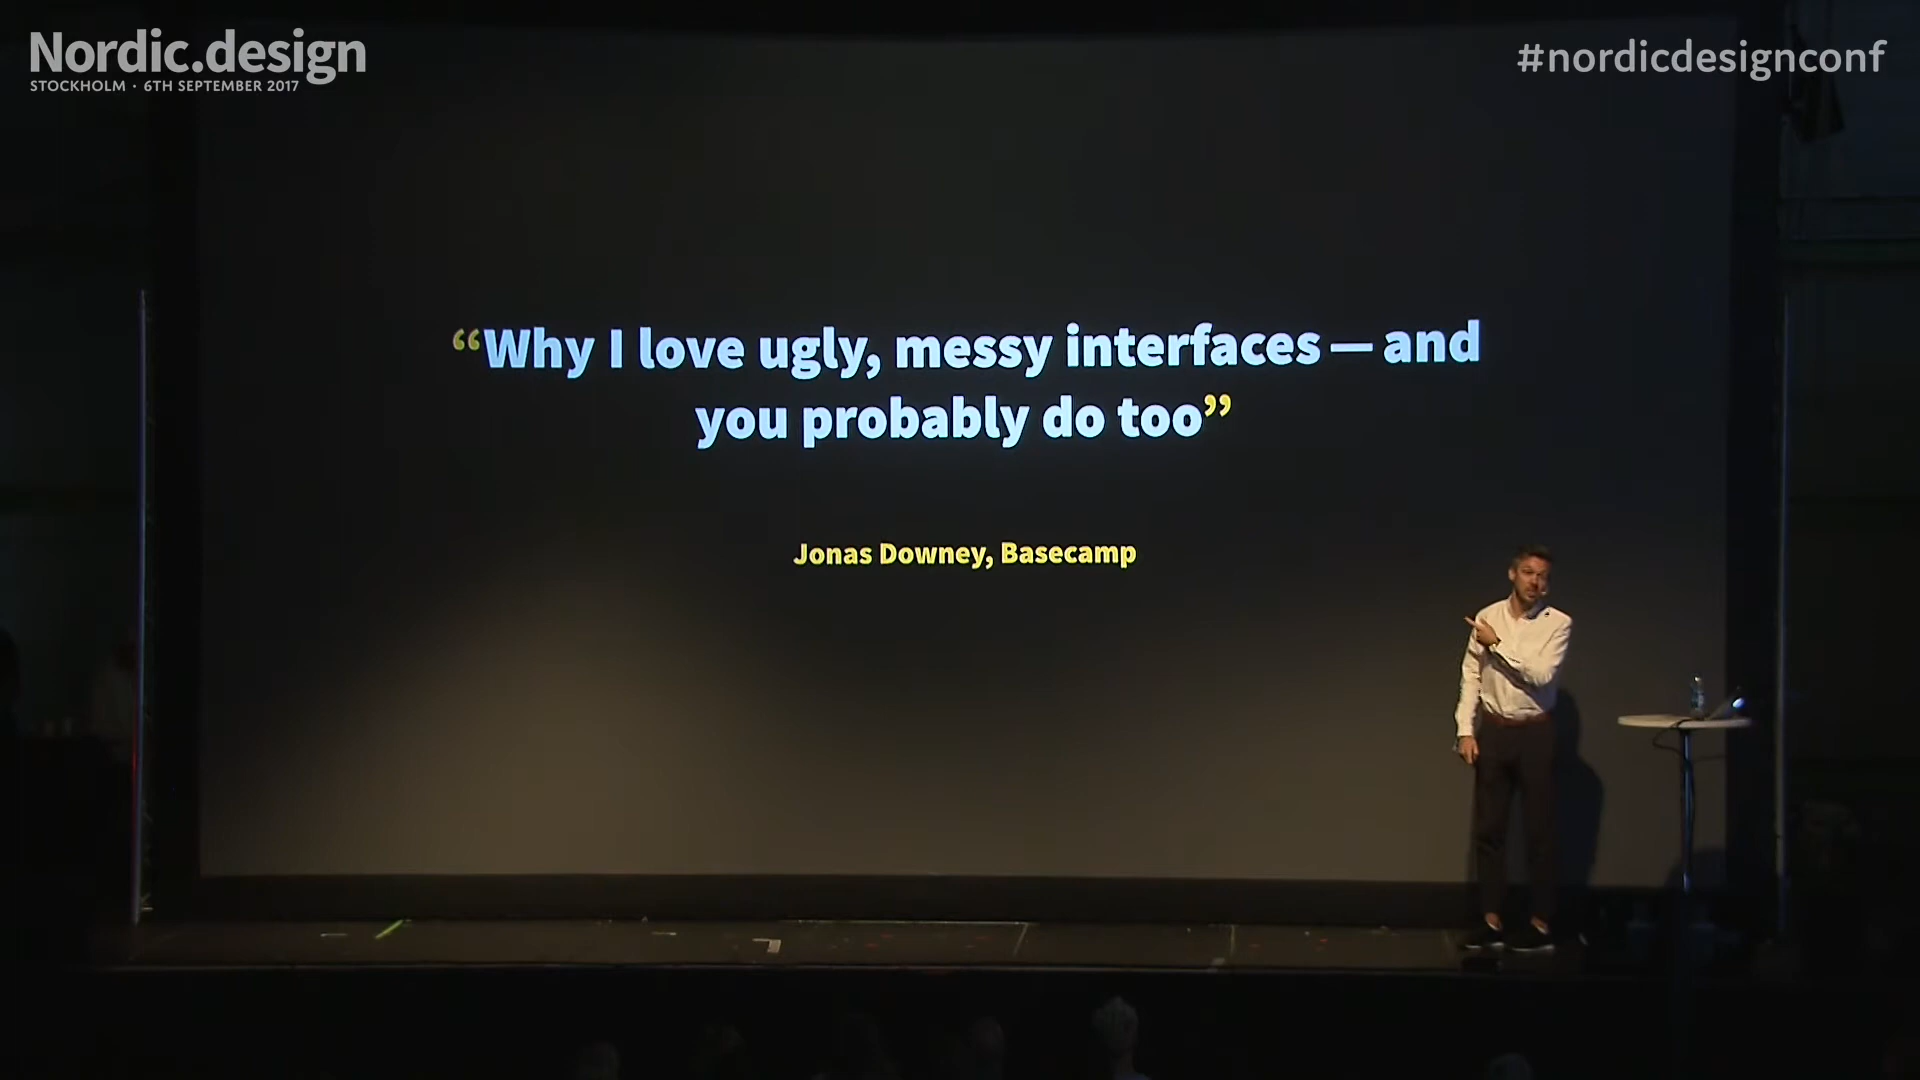 Nordic.design
STOCKHOLM · 6TH SEPTEMBER 2017
#nordicdesignconf
“Why I love ugly, messy interfaces — and
you probably do too”
Jonas Downey, Basecamp